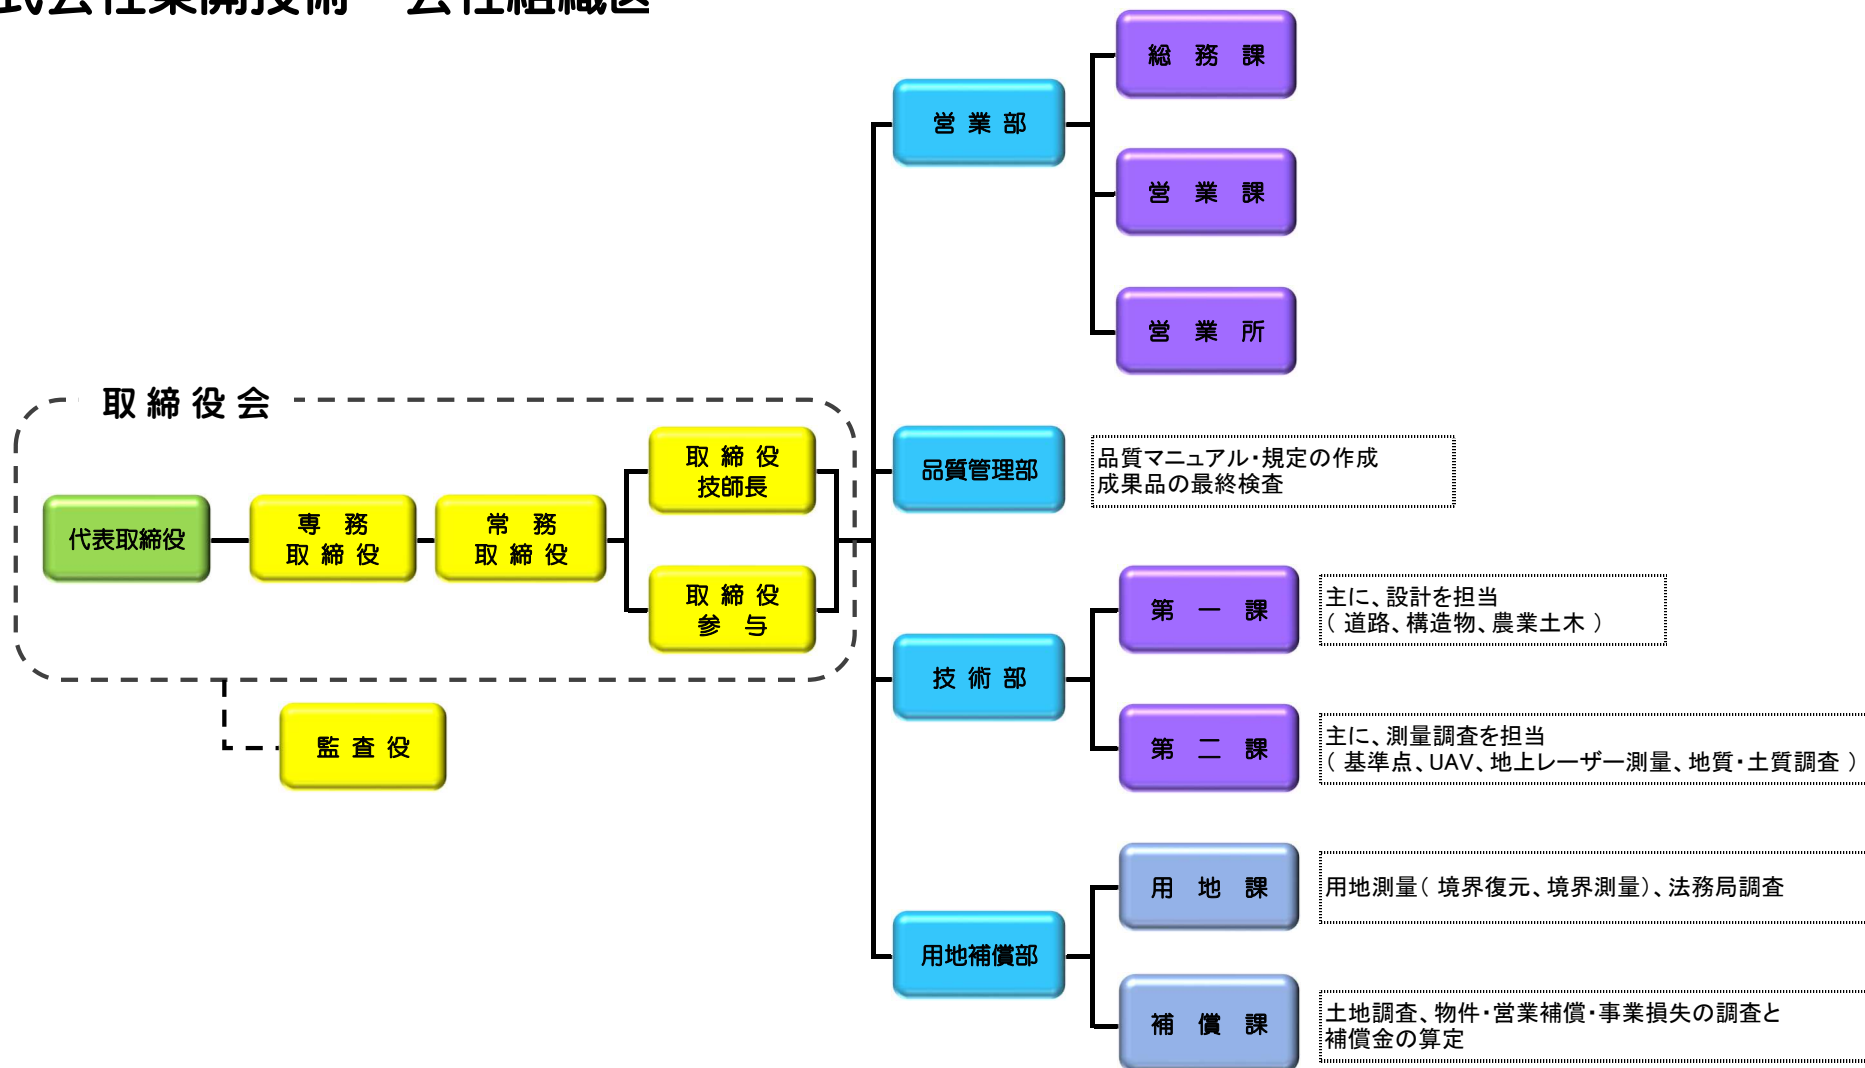 会社組織図
総 務 課
営 業 部
営 業 課
営 業 所
取 締 役 会
取 締 役
技師長
品質管理部
品質マニュアル・規定の作成
成果品の最終検査
代表取締役
専 務
取 締 役
常 務
取 締 役
取 締 役
参 与
第 一 課
主に、設計を担当
( 道路、構造物、農業土木 )
技 術 部
監 査 役
第 二 課
主に、測量調査を担当
( 基準点、UAV、地上レーザー測量、地質・土質調査 )
用 地 課
用地測量( 境界復元、境界測量)、法務局調査
用地補償部
補 償 課
土地調査、物件・営業補償・事業損失の調査と
補償金の算定